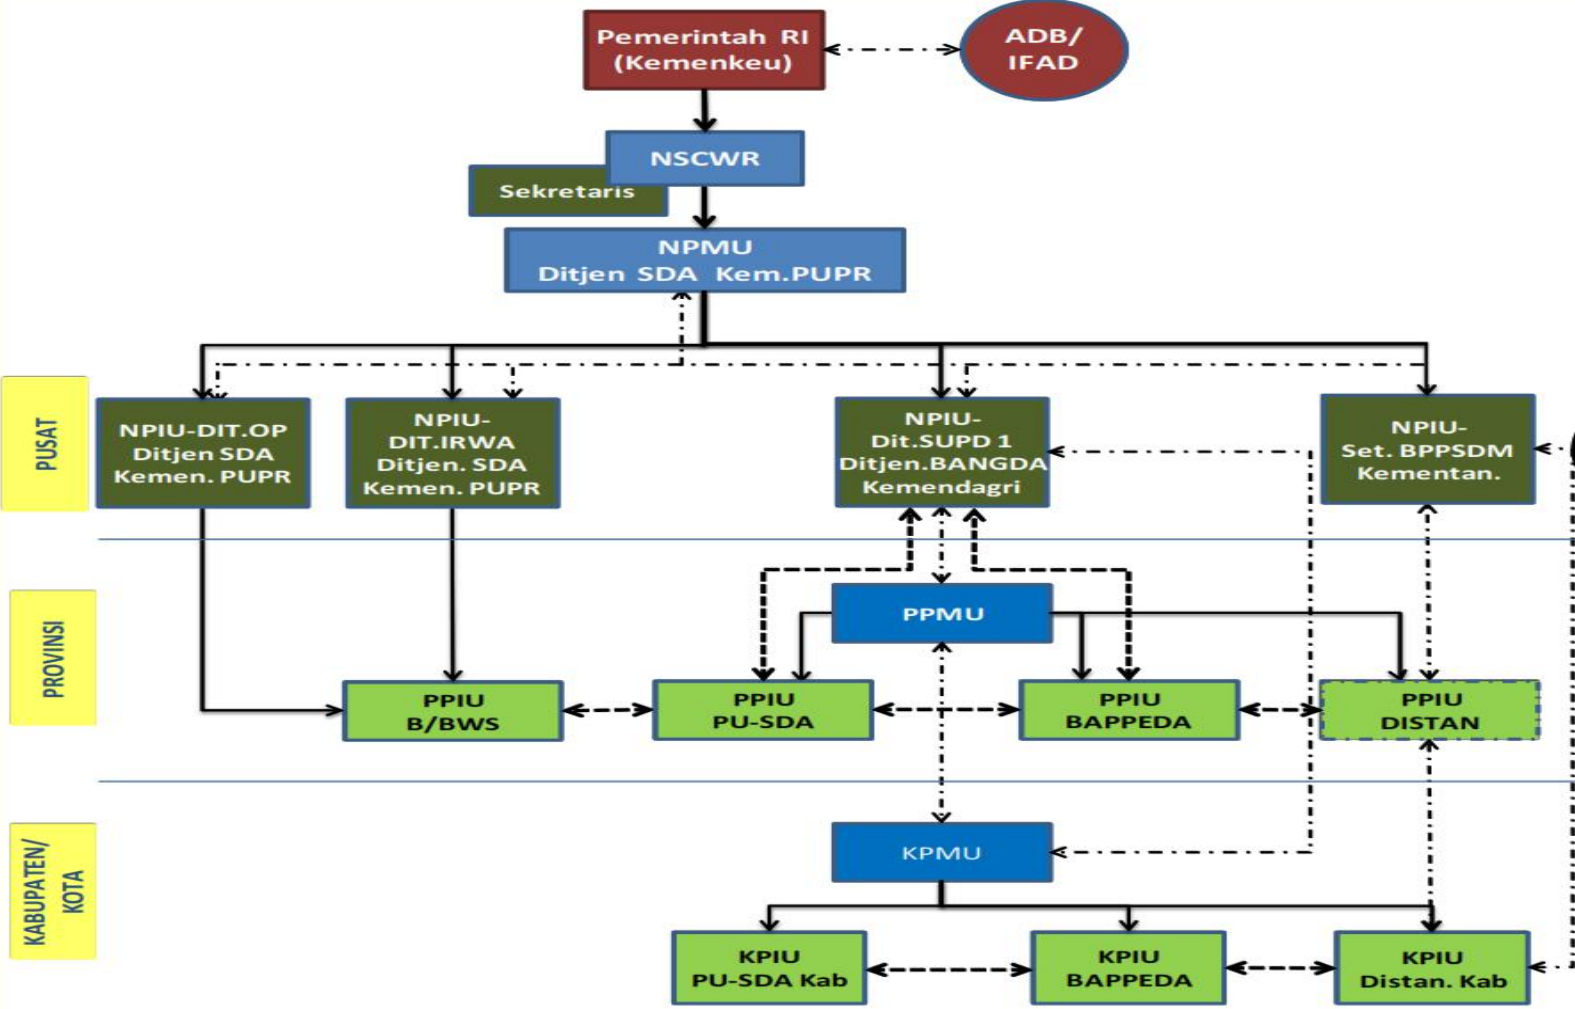 Pemerintah RI
(Kemenkeu)
ADB/
IFAD
NSCWR
Sekretaris
NPMU
Ditjen SDA Kem.PUPR
PUSAT
NPIU-DIT.OP
Ditjen SDA
Kemen. PUPR
NPIU-
DIT.IRWA
Ditjen. SDA
Kemen. PUPR
NPIU-
Dit.SUPD 1
Ditjen.BANGDA
Kemendagri
NPIU-
Set. BPPSDM
Kementan.
PROVINSI
PPMU
PPIU
B/BWS
PPIU
PU-SDA
PPIU
BAPPEDA
PPIU
DISTAN
KABUPATEN/
KOTA
KPMU
KPIU
PU-SDA Kab
KPIU
BAPPEDA
KPIU
Distan. Kab